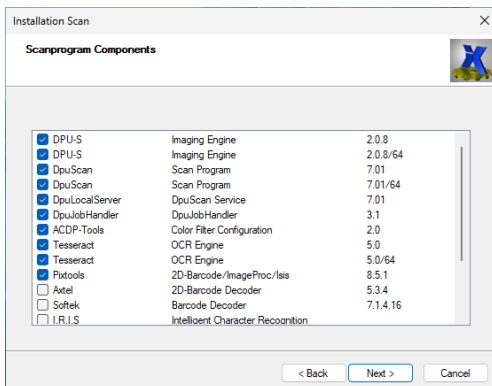 Installation Scan
Scanprogram Components
DPU-S Imaging Engine 2.0.8
DPU-S Imaging Engine 2.0.8/64
DpuScan Scan Program 7.01
DpuScan Scan Program 7.01/64
DpuLocalServer DpuScan Service 7.01
DpuJobHandler DpuJobHandler 3.1
ACDP-Tools Color Filter Configuration 2.0
Tesseract OCR Engine 5.0
Tesseract OCR Engine 5.0/64
Pixtools 2D-Barcode/ImageProc/Isis 8.5.1
Axtel 2D-Barcode Decoder 5.3.4
Softek Barcode Decoder 7.1.4.16
I.R.I.S Intelligent Character Recognition
< Back Next > Cancel